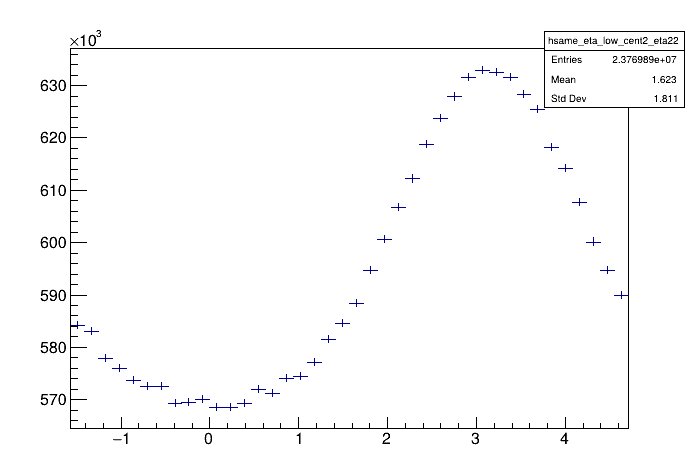 ×10³
hsame_eta_low_cent2_eta22
Entries 2.376989e+07
Mean 1.623
Std Dev 1.811
630
620
610
600
590
580
570
−1 0 1 2 3 4